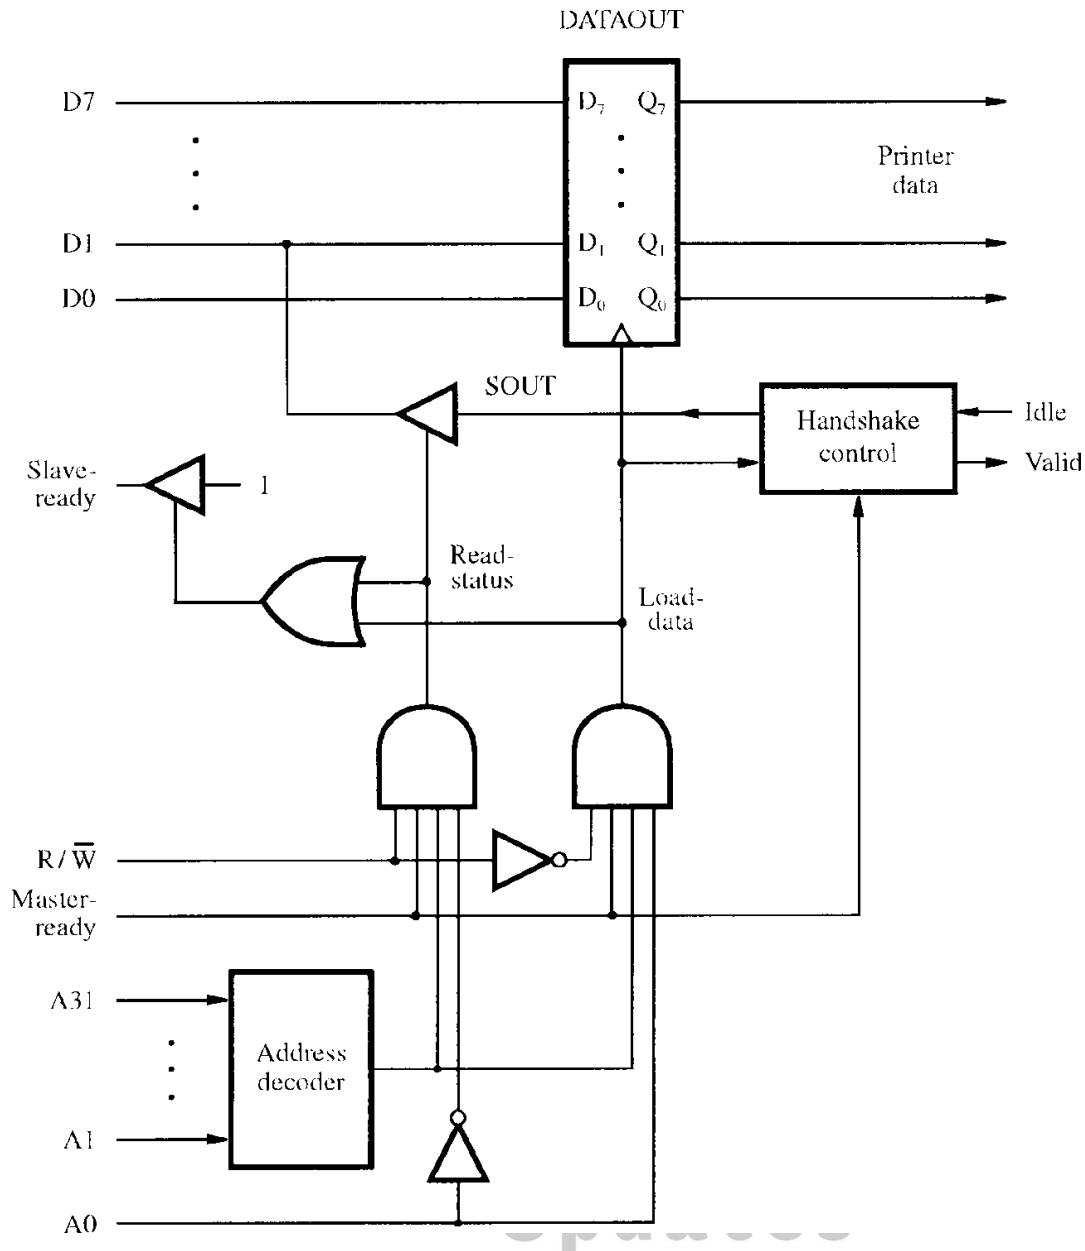 DATAOUT
D7
D₇ Q₇
Printer
data
D1
D₁ Q₁
D0
D₀ Q₀
SOUT
Handshake
control
Idle
Valid
Slave-
ready
1
Read-
status
Load-
data
R/W̅
Master-
ready
A31
Address
decoder
A1
A0